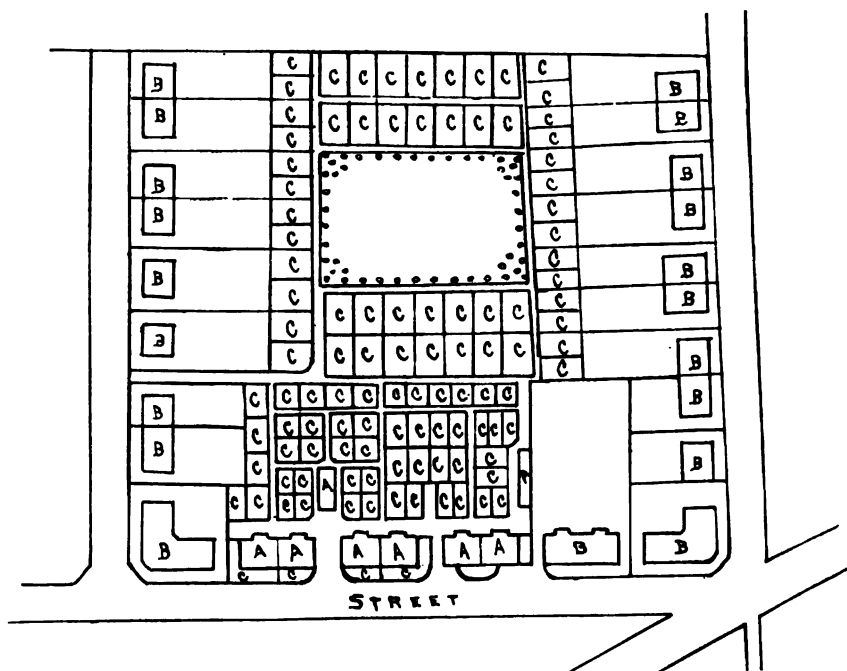 C C C C C C C C C
B C C B
B C C C C C C C C C
C C
C C B
B C C
B C C B
C C
B C C B
C C C B
C C C C C C C C
C C
C C C C C C C C C B
B C C C C C C C C C C C B
C C C C C C C C C C C C
B C C C C B
C C C C C C
C C A C C C
C C C C C C C C C C C C
B A A A A A A B B
C C C C
STREET